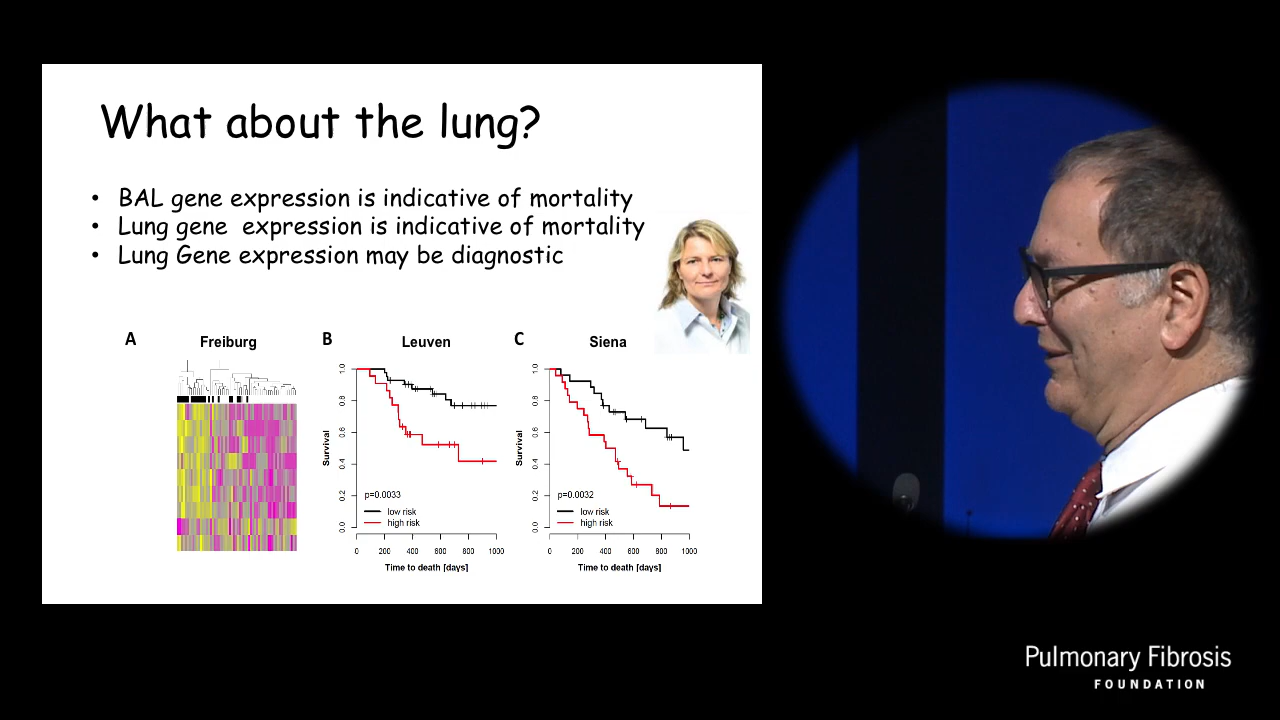 What about the lung?
• BAL gene expression is indicative of mortality
• Lung gene  expression is indicative of mortality
• Lung Gene expression may be diagnostic
A Freiburg B Leuven C Siena
Survival
1.0
0.8
0.6
0.4
0.2
0.0
p=0.0033
low risk
high risk
0 200 400 600 800 1000
Time to death [days]
Survival
1.0
0.8
0.6
0.4
0.2
0.0
p=0.0032
low risk
high risk
0 200 400 600 800 1000
Time to death [days]
Pulmonary Fibrosis
FOUNDATION